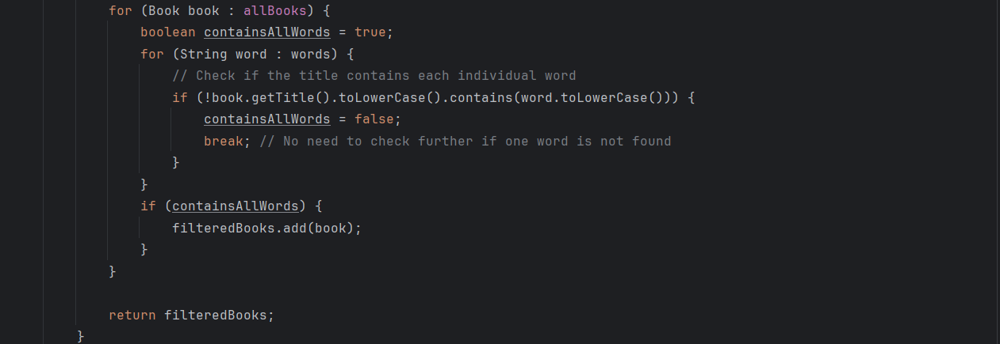 for (Book book : allBooks) {
boolean containsAllWords = true;
for (String word : words) {
// Check if the title contains each individual word
if (!book.getTitle().toLowerCase().contains(word.toLowerCase())) {
containsAllWords = false;
break; // No need to check further if one word is not found
}
}
if (containsAllWords) {
filteredBooks.add(book);
}
}
return filteredBooks;
}